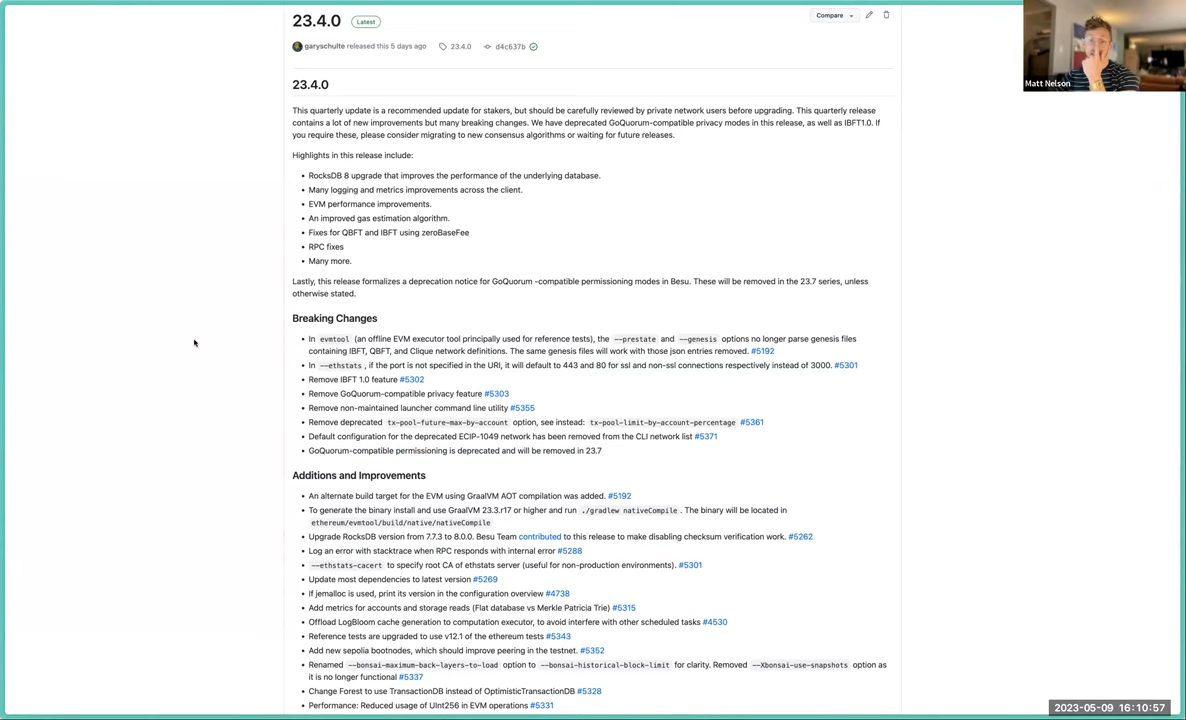 23.4.0 Latest Compare
garyschulte released this 5 days ago 23.4.0 d4c637b
23.4.0
This quarterly update is a recommended update for stakers, but should be carefully reviewed by private network users before upgrading. This quarterly release
contains a lot of new improvements but many breaking changes. We have deprecated GoQuorum-compatible privacy modes in this release, as well as IBFT1.0. If
you require these, please consider migrating to new consensus algorithms or waiting for future releases.
Highlights in this release include:
• RocksDB 8 upgrade that improves the performance of the underlying database.
• Many logging and metrics improvements across the client.
• EVM performance improvements.
• An improved gas estimation algorithm.
• Fixes for QBFT and IBFT using zeroBaseFee
• RPC fixes
• Many more.
Lastly, this release formalizes a deprecation notice for GoQuorum -compatible permissioning modes in Besu. These will be removed in the 23.7 series, unless
otherwise stated.
Breaking Changes
• In evmtool (an offline EVM executor tool principally used for reference tests), the --prestate and --genesis options no longer parse genesis files
containing IBFT, QBFT, and Clique network definitions. The same genesis files will work with those json entries removed. #5192
• In --ethstats , if the port is not specified in the URI, it will default to 443 and 80 for ssl and non-ssl connections respectively instead of 3000. #5301
• Remove IBFT 1.0 feature #5302
• Remove GoQuorum-compatible privacy feature #5303
• Remove non-maintained launcher command line utility #5355
• Remove deprecated tx-pool-future-max-by-account option, see instead: tx-pool-limit-by-account-percentage #5361
• Default configuration for the deprecated ECIP-1049 network has been removed from the CLI network list #5371
• GoQuorum-compatible permissioning is deprecated and will be removed in 23.7
Additions and Improvements
• An alternate build target for the EVM using GraalVM AOT compilation was added. #5192
• To generate the binary install and use GraalVM 23.3.r17 or higher and run ./gradlew nativeCompile . The binary will be located in
ethereum/evmtool/build/native/nativeCompile
• Upgrade RocksDB version from 7.7.3 to 8.0.0. Besu Team contributed to this release to make disabling checksum verification work. #5262
• Log an error with stacktrace when RPC responds with internal error #5288
• --ethstats-cacert to specify root CA of ethstats server (useful for non-production environments). #5301
• Update most dependencies to latest version #5269
• If jemalloc is used, print its version in the configuration overview #4738
• Add metrics for accounts and storage reads (Flat database vs Merkle Patricia Trie) #5315
• Offload LogBloom cache generation to computation executor, to avoid interfere with other scheduled tasks #4530
• Reference tests are upgraded to use v12.1 of the ethereum tests #5343
• Add new sepolia bootnodes, which should improve peering in the testnet. #5352
• Renamed --bonsai-maximum-back-layers-to-load option to --bonsai-historical-block-limit for clarity. Removed --Xbonsai-use-snapshots option as
it is no longer functional #5337
• Change Forest to use TransactionDB instead of OptimisticTransactionDB #5328
• Performance: Reduced usage of UInt256 in EVM operations #5331
Matt Nelson
2023-05-09 16:10:57